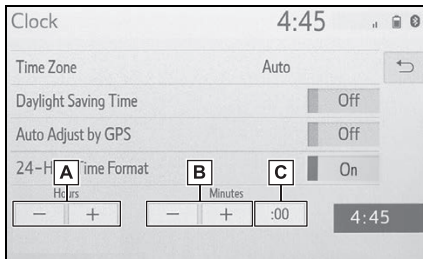 Clock 4:45
Time Zone Auto
Daylight Saving Time Off
Auto Adjust by GPS Off
24-H Time Format On
A B C
Hours Minutes
− + − + :00 4:45